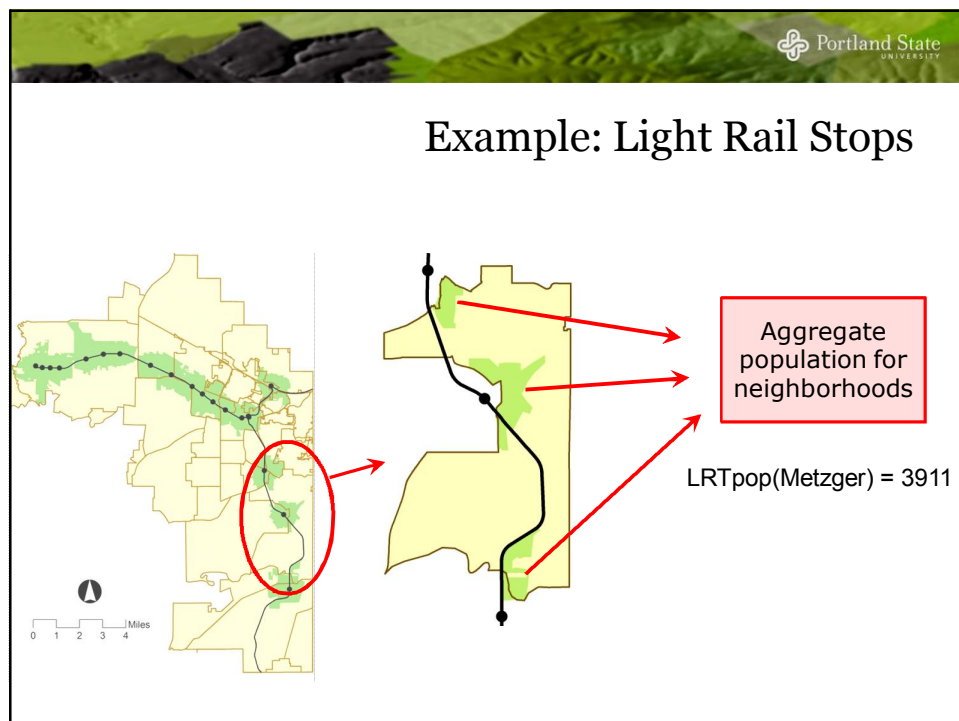 Portland State
UNIVERSITY
Example: Light Rail Stops
Aggregate
population for
neighborhoods
LRTpop(Metzger) = 3911
Miles
0 1 2 3 4